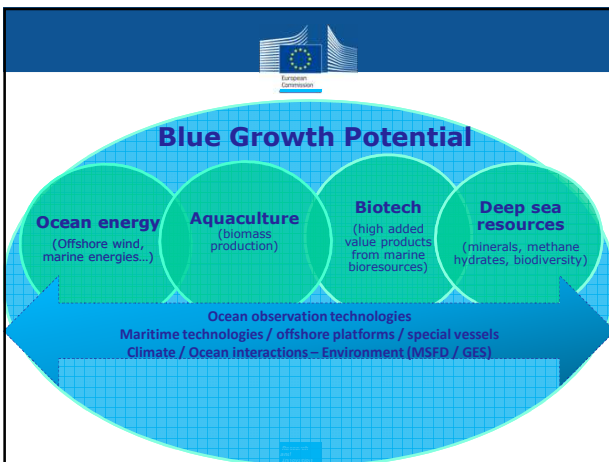 European
Commission
Blue Growth Potential
Ocean energy
(Offshore wind,
marine energies…)
Aquaculture
(biomass
production)
Biotech
(high added
value products
from marine
bioresources)
Deep sea
resources
(minerals, methane
hydrates, biodiversity)
Ocean observation technologies
Maritime technologies / offshore platforms / special vessels
Climate / Ocean interactions – Environment (MSFD / GES)